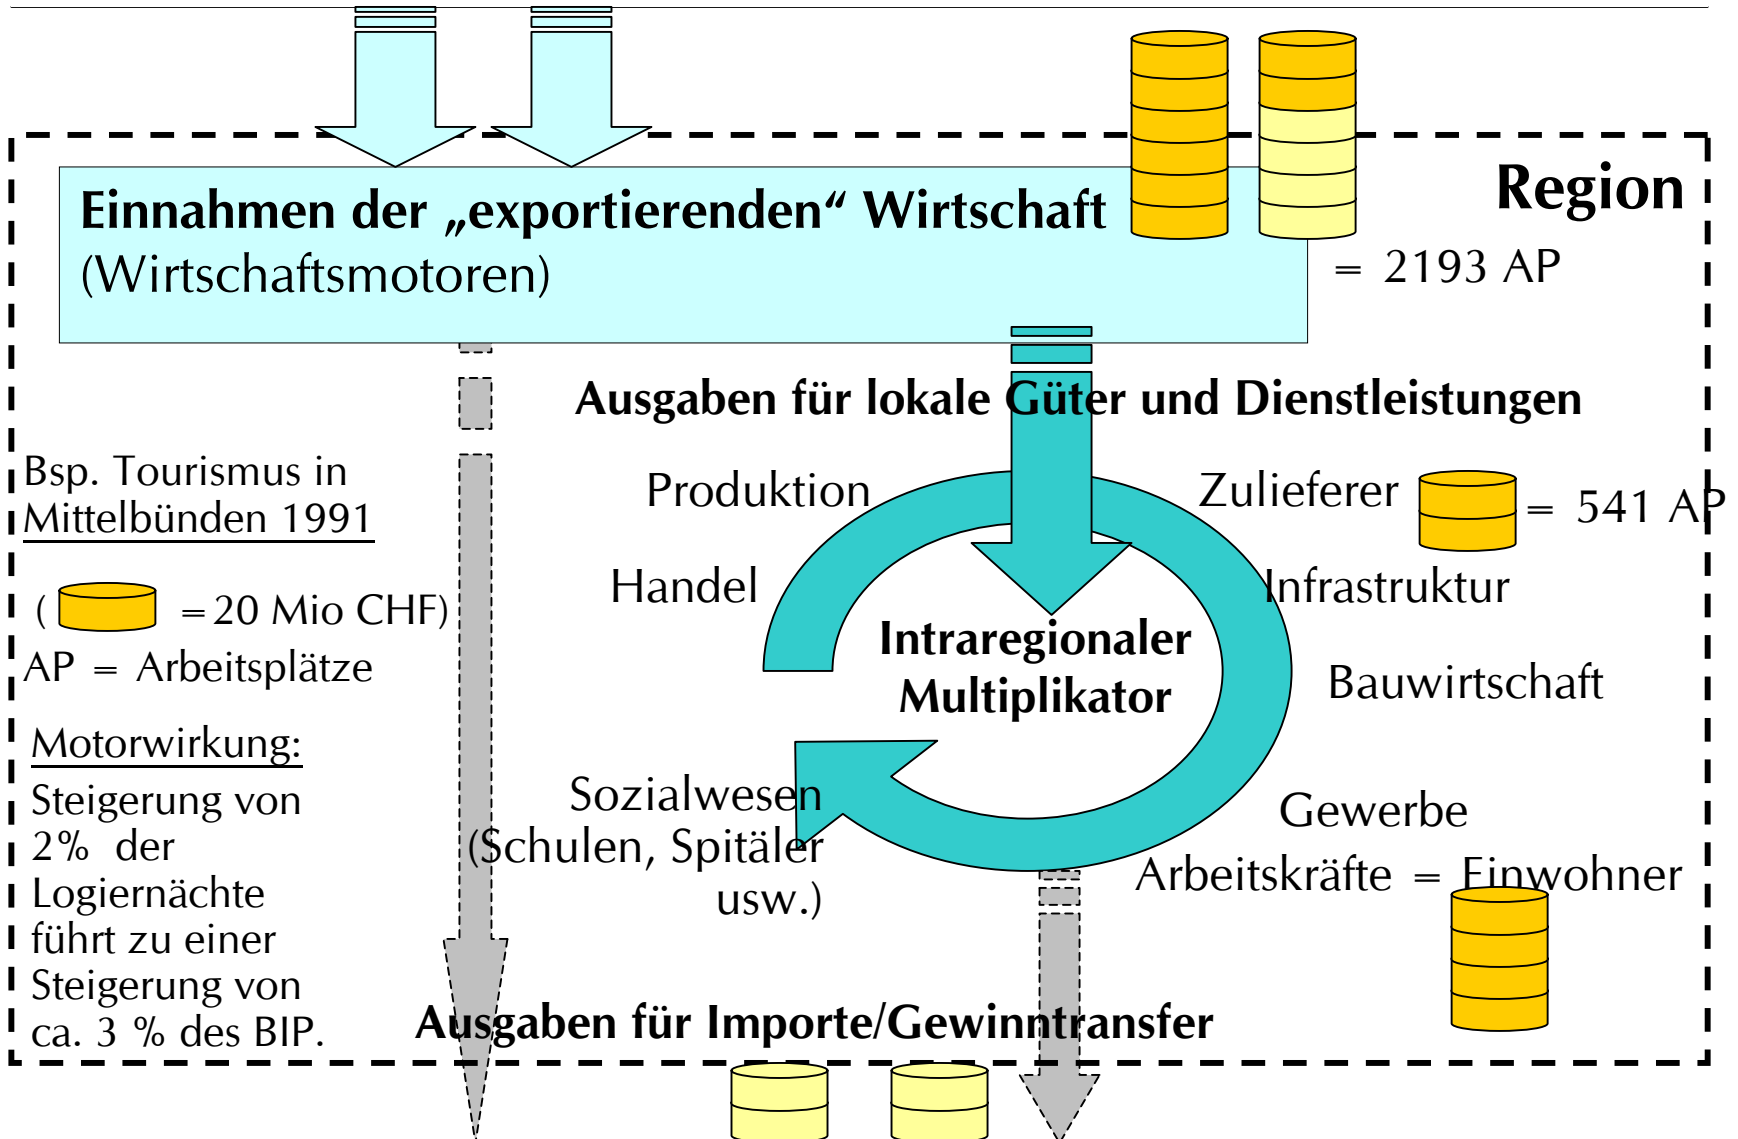 Region
Einnahmen der „exportierenden“ Wirtschaft
(Wirtschaftsmotoren)
= 2193 AP
Ausgaben für lokale Güter und Dienstleistungen
Bsp. Tourismus in
Mittelbünden 1991
( =20 Mio CHF)
AP = Arbeitsplätze
Motorwirkung:
Steigerung von
2% der
Logiernächte
führt zu einer
Steigerung von
ca. 3 % des BIP.
Produktion
Zulieferer
= 541 AP
Handel
Infrastruktur
Intraregionaler
Multiplikator
Bauwirtschaft
Sozialwesen
(Schulen, Spitäler
usw.)
Gewerbe
Arbeitskräfte = Einwohner
Ausgaben für Importe/Gewinntransfer